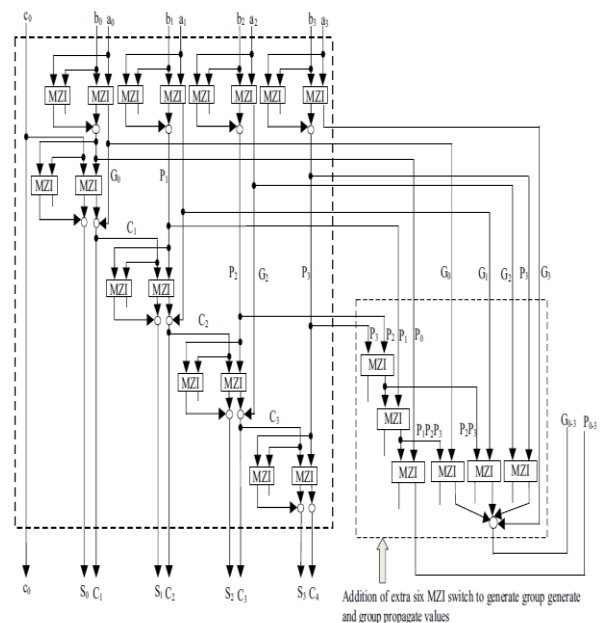 c0 b0 a0 b1 a1 b2 a2 b3 a3
MZI MZI MZI MZI MZI MZI MZI MZI
MZI MZI G0 P1
C1
P2 G2 P3 G0 G1 G2 P3 G3
MZI MZI
C2
P3 P2 P1 P0
MZI
MZI MZI
C3
MZI
G0-3 P0-3
P1P2P3 P2P3
MZI MZI MZI MZI MZI MZI
c0 S0 C1 S1 C2 S2 C3 S3 C4
Addition of extra six MZI switch to generate group generate
and group propagate values